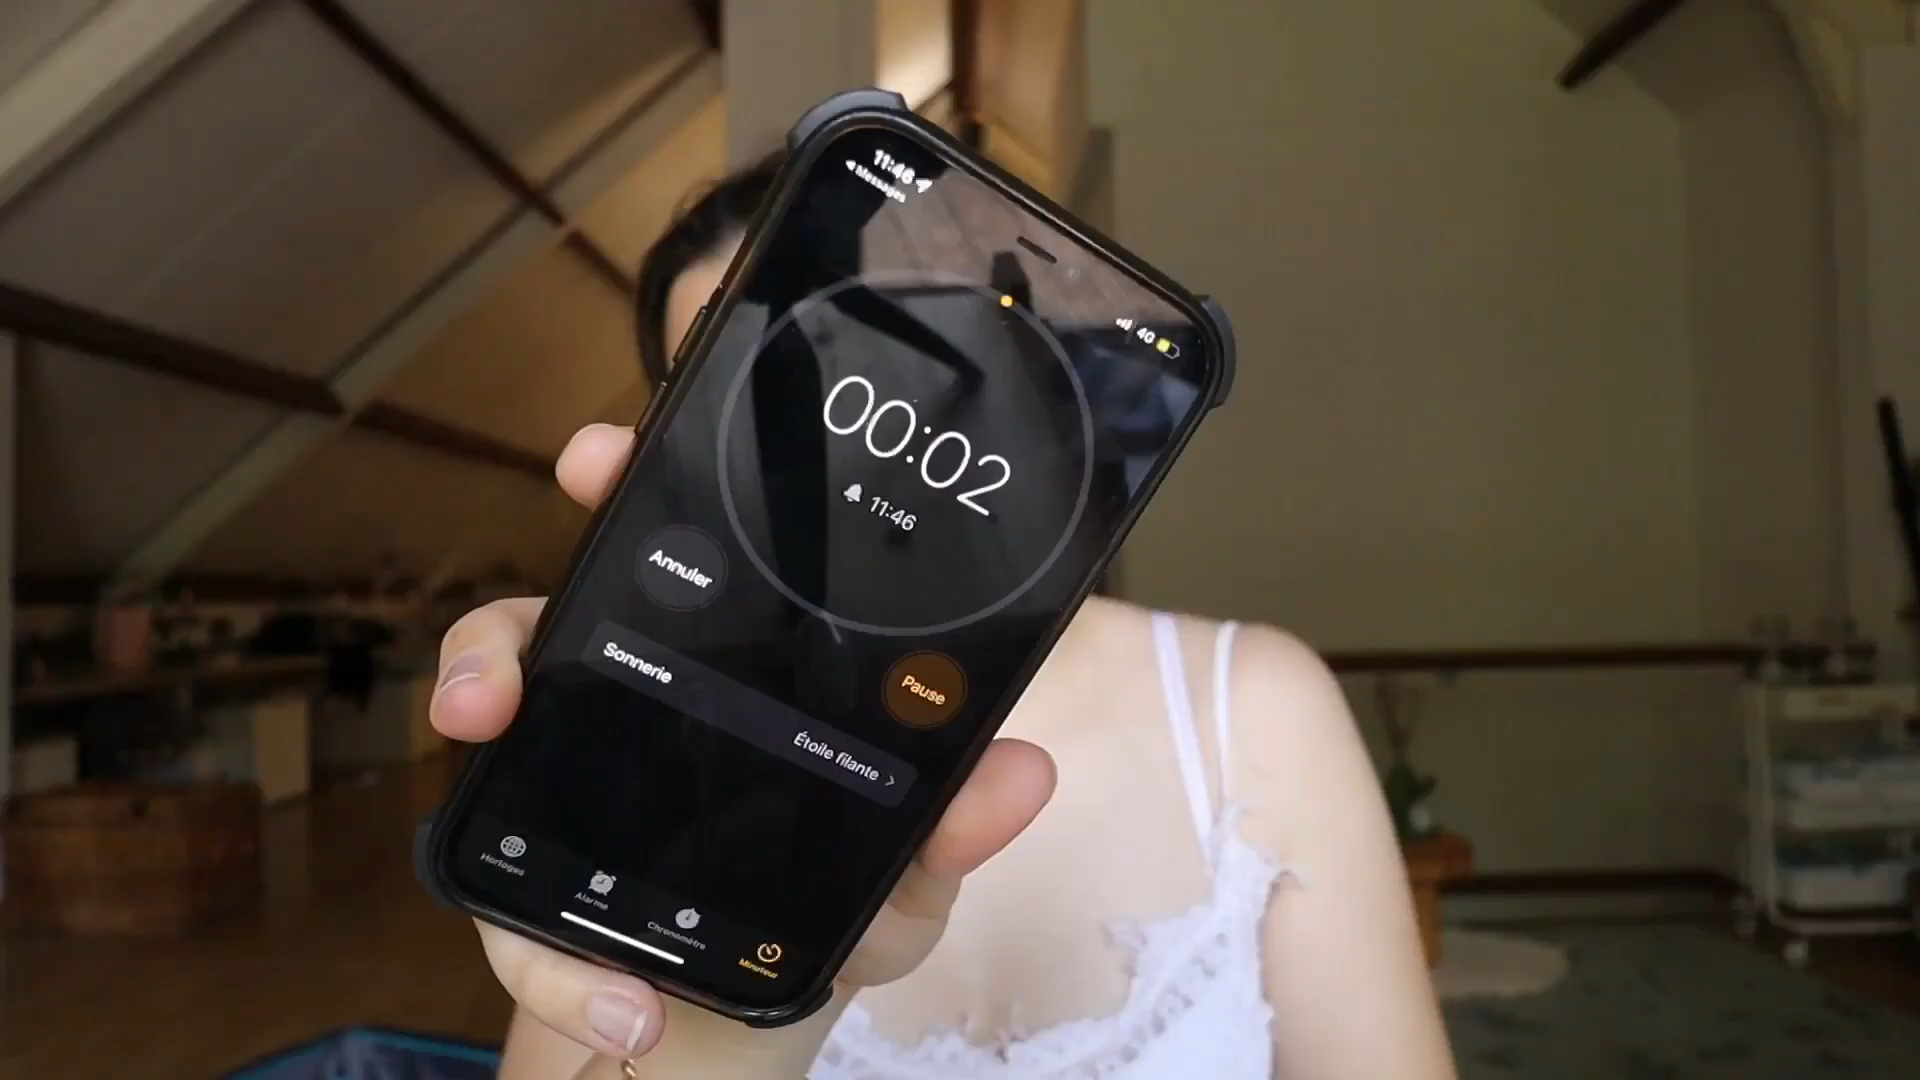 11:46
◀ Messages
4G
00:02
11:46
Annuler
Pause
Sonnerie
Étoile filante >
Horloges
Alarme
Chronomètre
Minuteur